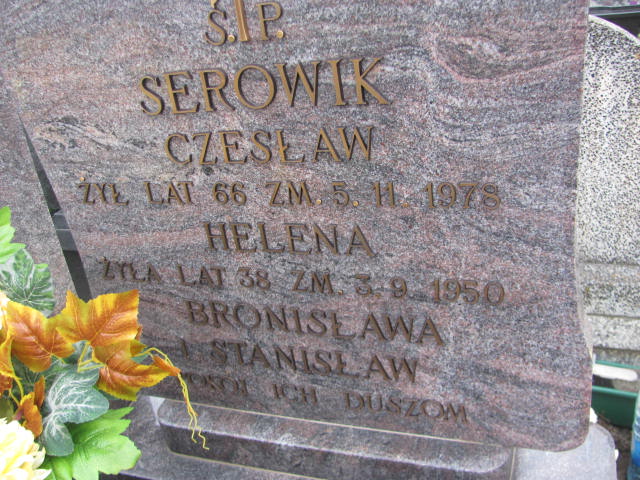 Ś.P.
SEROWIK
CZESŁAW
ŻYŁ LAT 66 ZM. 5. 11. 1978
HELENA
ŻYŁA LAT 38 ZM. 3. 9. 1950
BRONISŁAWA
I STANISŁAW
ICH DUSZOM